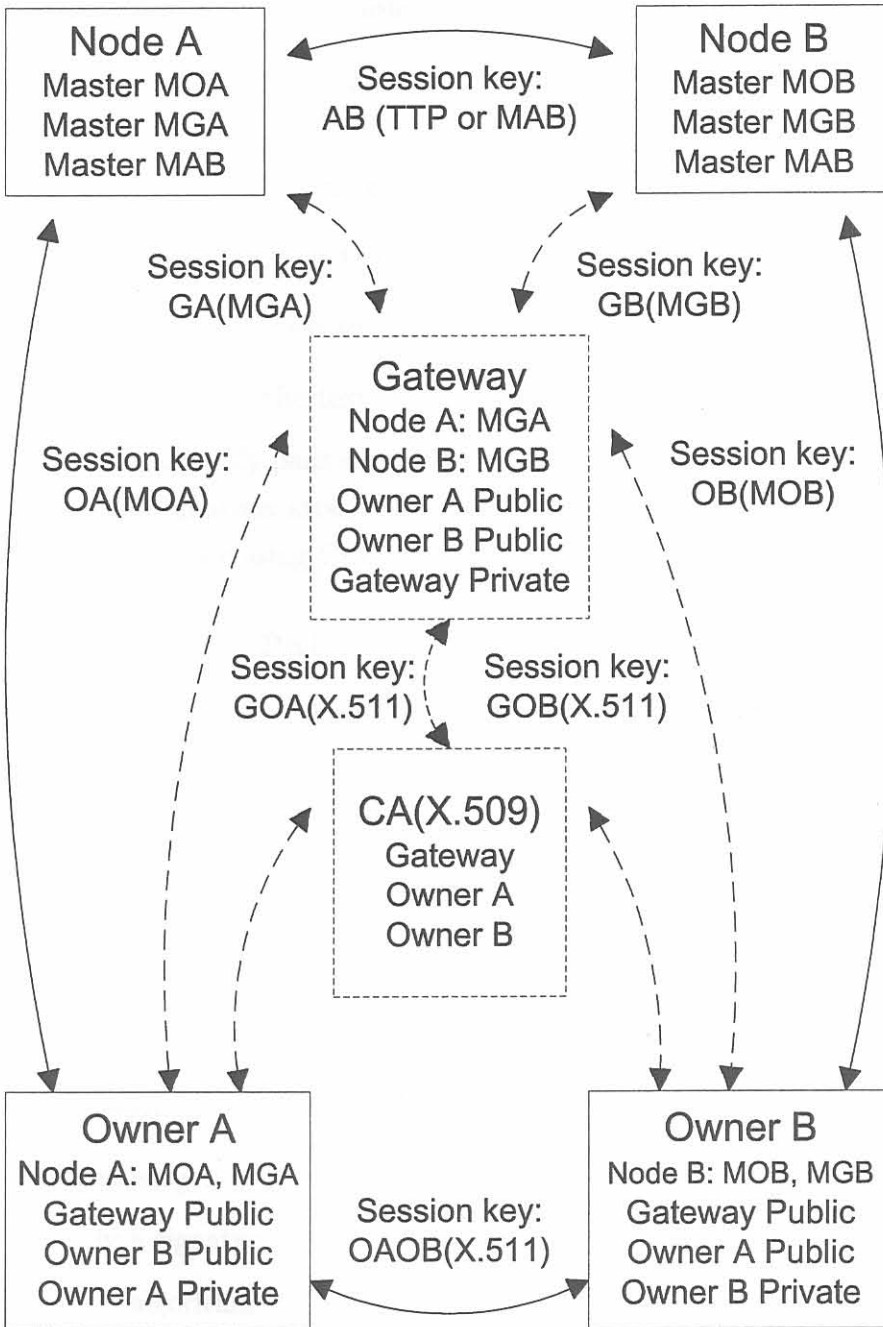 Node A
Master MOA
Master MGA
Master MAB
Session key:
AB (TTP or MAB)
Node B
Master MOB
Master MGB
Master MAB
Session key:
GA(MGA)
Session key:
GB(MGB)
Gateway
Node A: MGA
Node B: MGB
Owner A Public
Owner B Public
Gateway Private
Session key:
OA(MOA)
Session key:
OB(MOB)
Session key:
GOA(X.511)
Session key:
GOB(X.511)
CA(X.509)
Gateway
Owner A
Owner B
Owner A
Node A: MOA, MGA
Gateway Public
Owner B Public
Owner A Private
Session key:
OAOB(X.511)
Owner B
Node B: MOB, MGB
Gateway Public
Owner A Public
Owner B Private